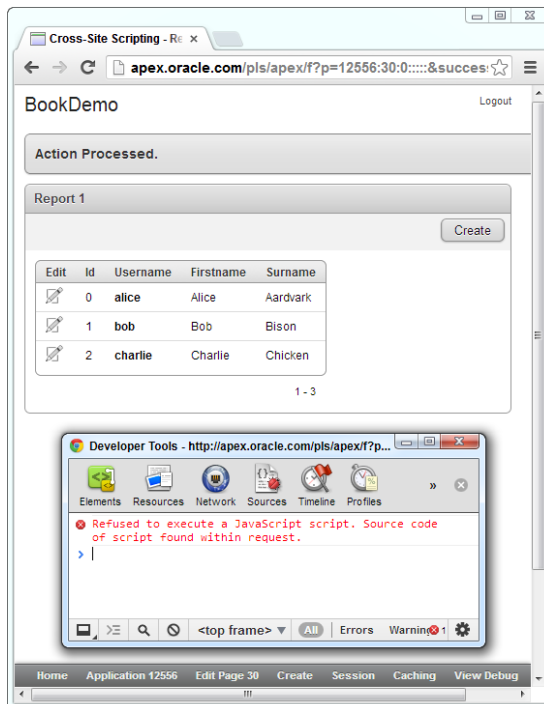 Cross-Site Scripting - Re
apex.oracle.com/pls/apex/f?p=12556:30:0:::::&succes
BookDemo
Logout
Action Processed.
Report 1
Create
Edit Id Username Firstname Surname
0 alice Alice Aardvark
1 bob Bob Bison
2 charlie Charlie Chicken
1 - 3
Developer Tools - http://apex.oracle.com/pls/apex/f?p...
Elements Resources Network Sources Timeline Profiles »
Refused to execute a JavaScript script. Source code
of script found within request.
>
<top frame> ▼ All Errors Warning 1
Home Application 12556 Edit Page 30 Create Session Caching View Debug